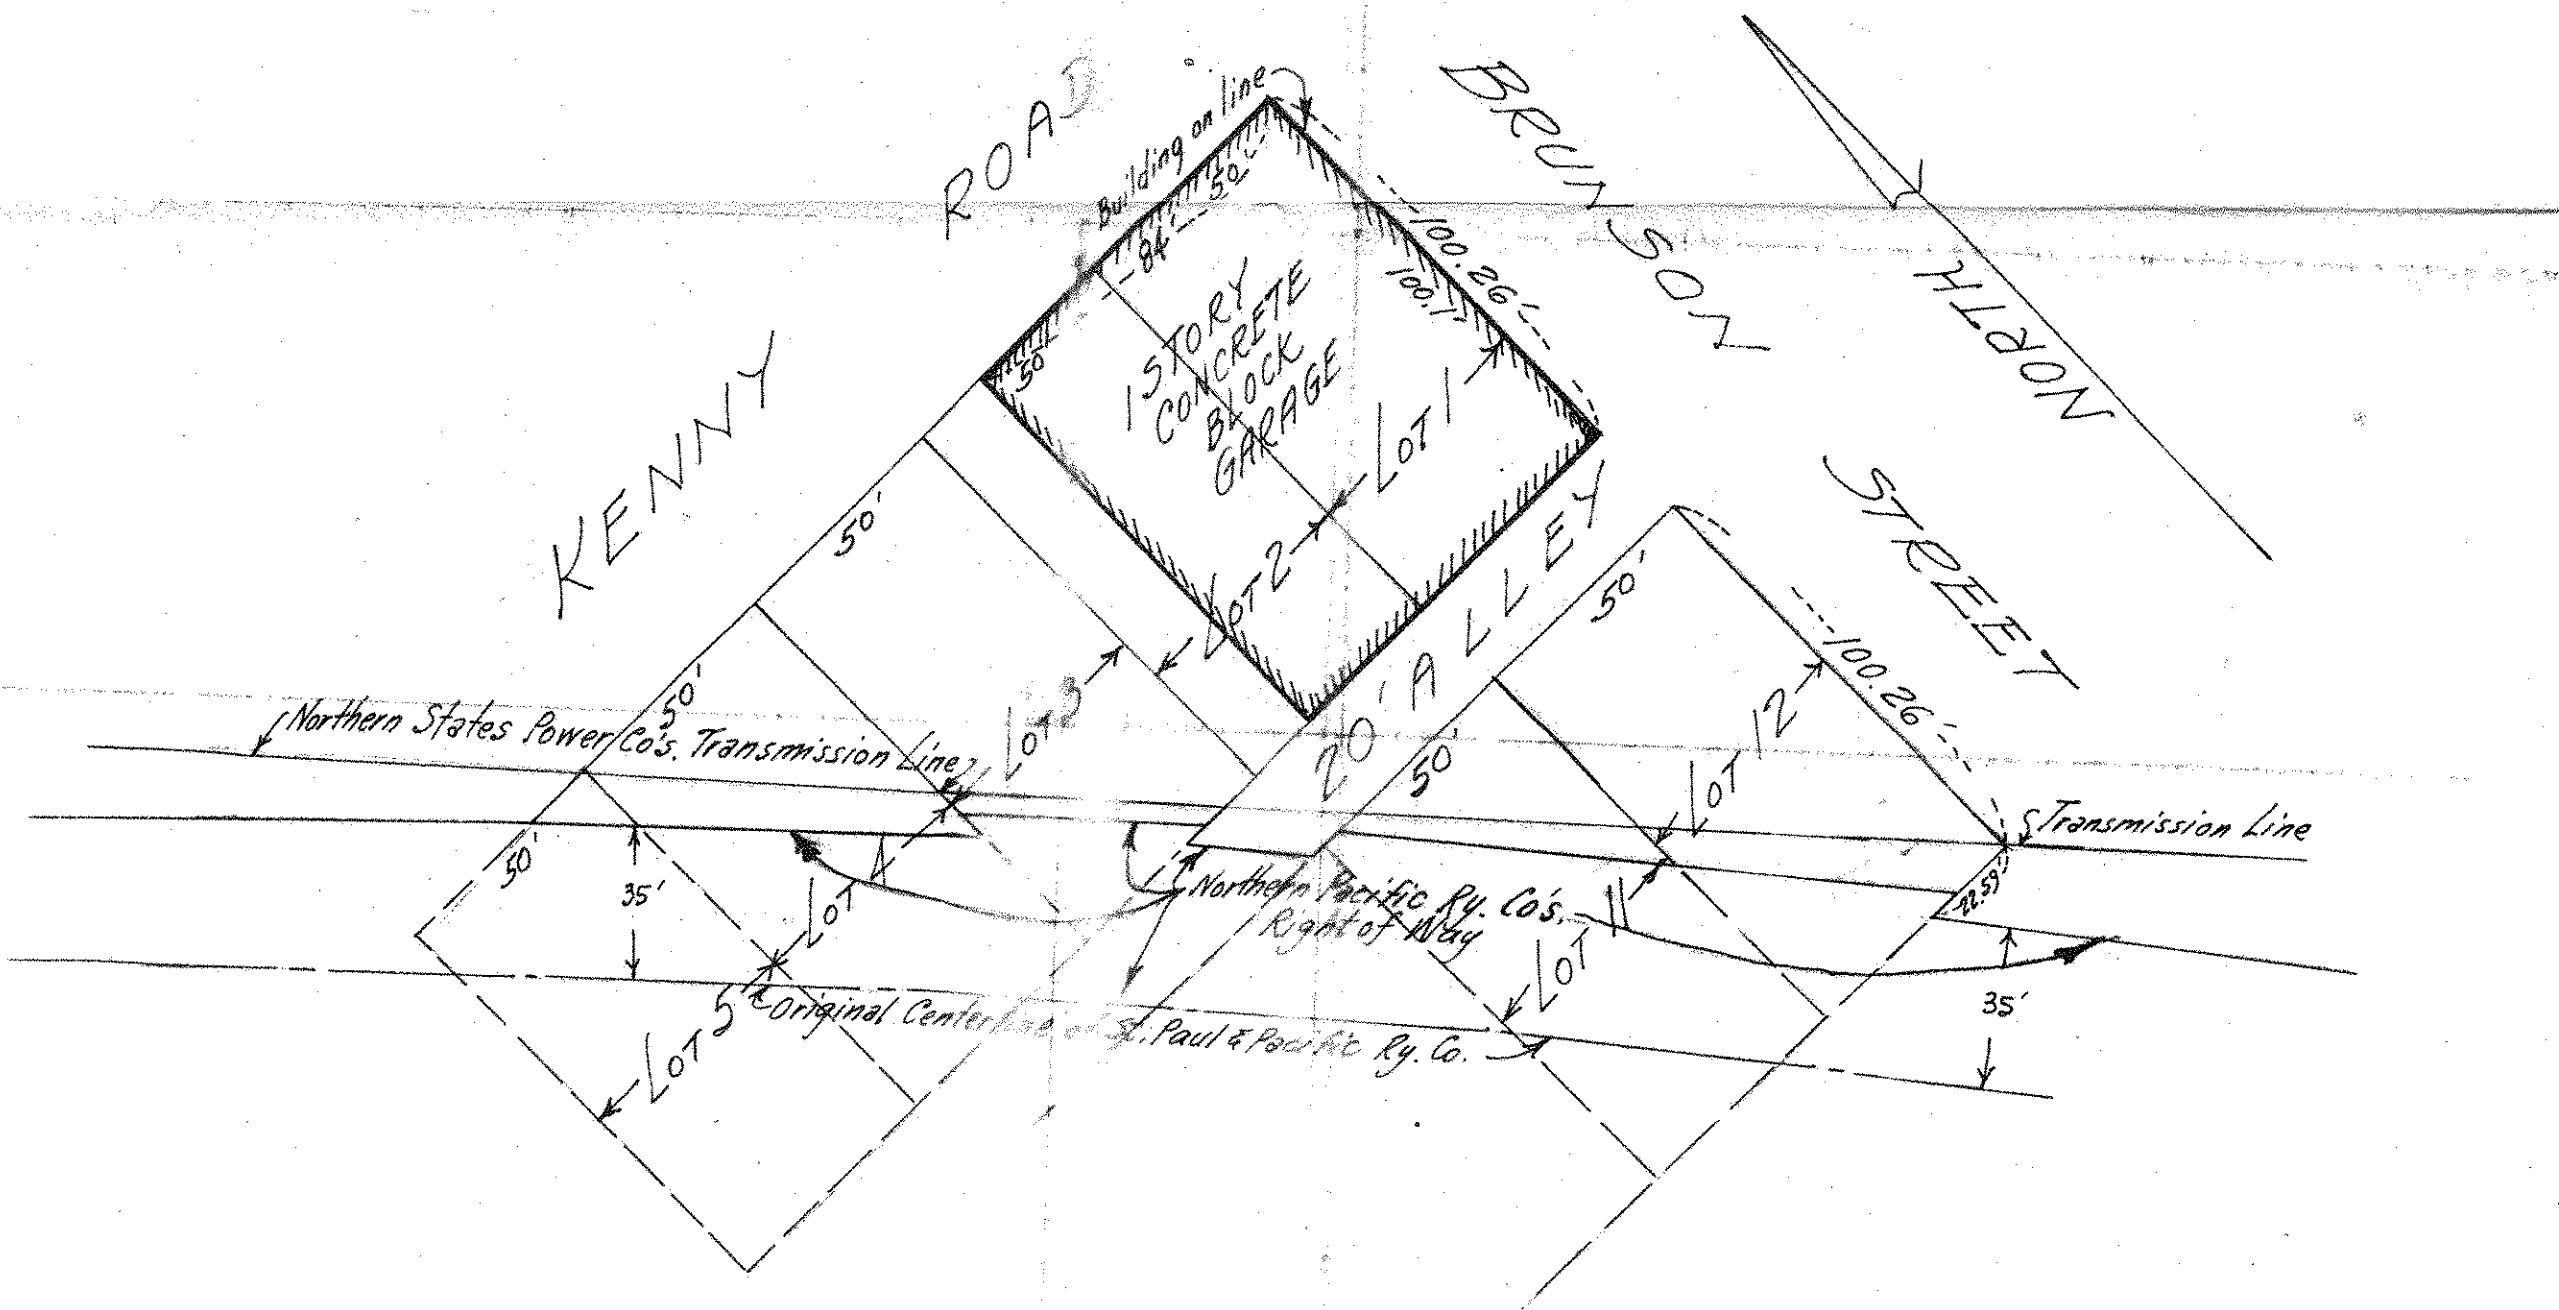 KENNY ROAD
BRUNSON STREET
NORTH
Building on line
50'
84'
50'
100.26'
100.1'
1 STORY
CONCRETE
BLOCK
GARAGE
LOT 1
LOT 2
LOT 3
20' ALLEY
50'
50'
50'
50'
50'
100.26'
LOT 12
Northern States Power Co's. Transmission Line
Transmission Line
22.59'
35'
LOT 4
Northern Pacific Ry. Co's.
Right of Way
LOT 11
LOT 5
Original Centerline of St. Paul & Pacific Ry. Co.
35'